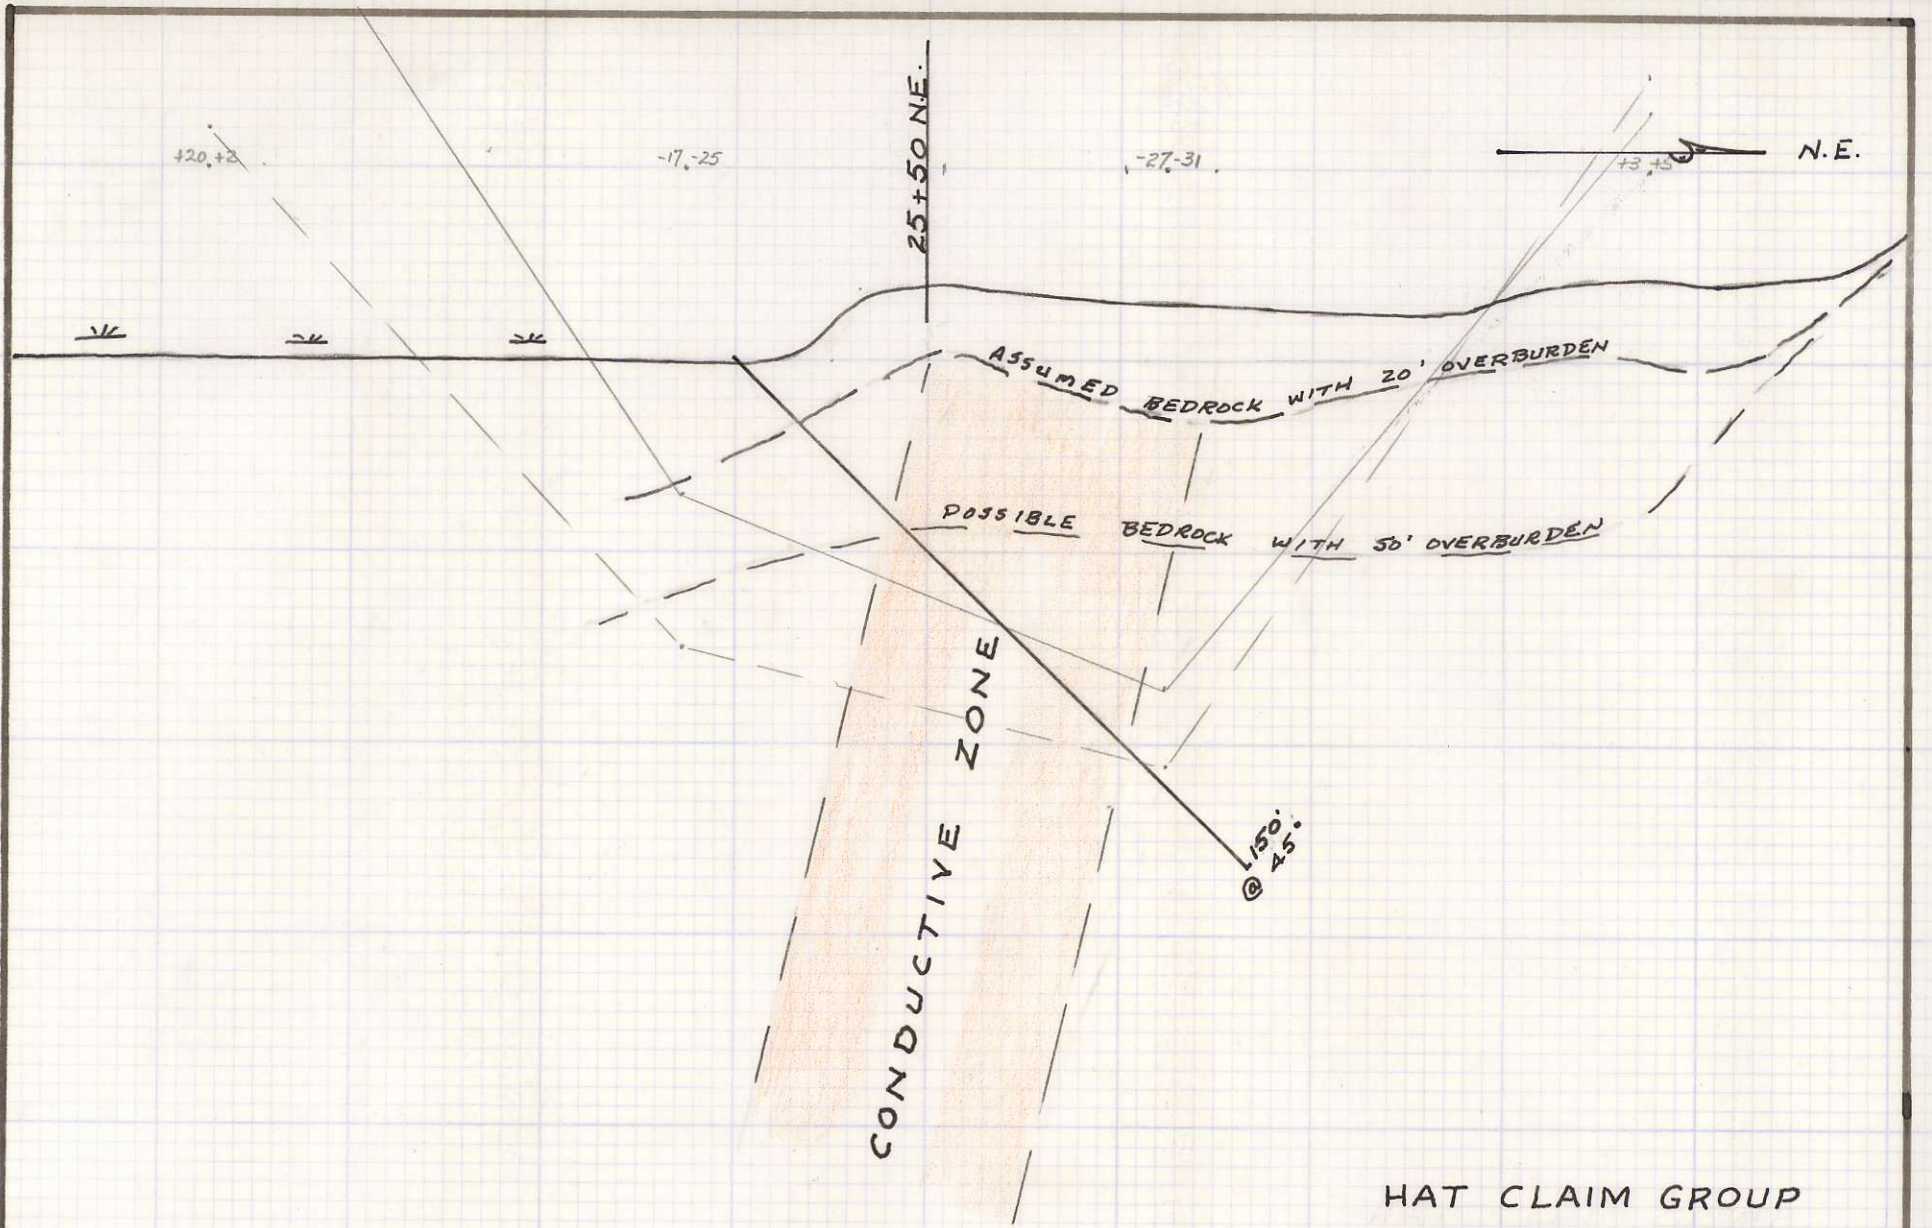 25+50 N.E.
+20,+2
-17,-25
-27,-31
+3,+5
N.E.
ASSUMED BEDROCK WITH 20' OVERBURDEN
POSSIBLE BEDROCK WITH 50' OVERBURDEN
CONDUCTIVE ZONE
150'
@ 45°
HAT CLAIM GROUP